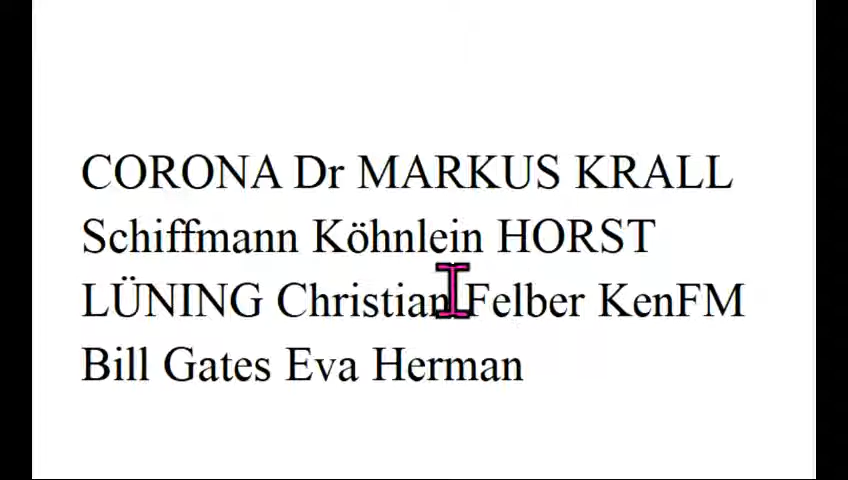 CORONA Dr MARKUS KRALL
Schiffmann Köhnlein HORST
LÜNING Christian Felber KenFM
Bill Gates Eva Herman